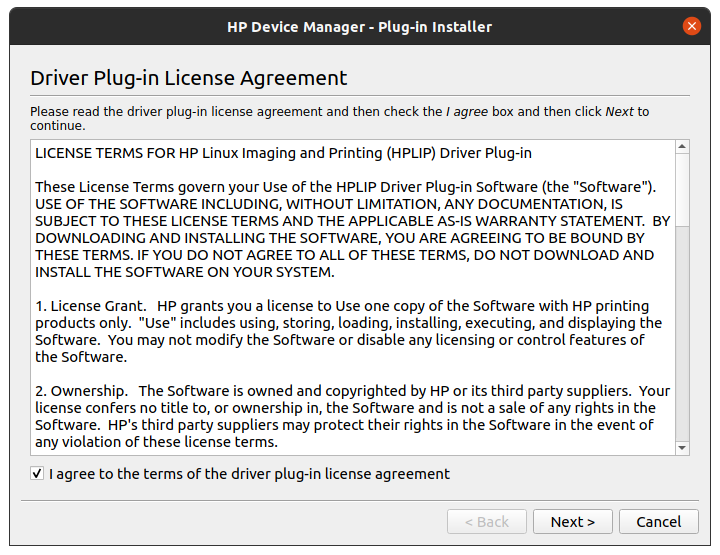 HP Device Manager - Plug-in Installer
Driver Plug-in License Agreement
Please read the driver plug-in license agreement and then check the I agree box and then click Next to
continue.
LICENSE TERMS FOR HP Linux Imaging and Printing (HPLIP) Driver Plug-in
These License Terms govern your Use of the HPLIP Driver Plug-in Software (the "Software").
USE OF THE SOFTWARE INCLUDING, WITHOUT LIMITATION, ANY DOCUMENTATION, IS
SUBJECT TO THESE LICENSE TERMS AND THE APPLICABLE AS-IS WARRANTY STATEMENT.  BY
DOWNLOADING AND INSTALLING THE SOFTWARE, YOU ARE AGREEING TO BE BOUND BY
THESE TERMS. IF YOU DO NOT AGREE TO ALL OF THESE TERMS, DO NOT DOWNLOAD AND
INSTALL THE SOFTWARE ON YOUR SYSTEM.
1. License Grant.   HP grants you a license to Use one copy of the Software with HP printing
products only.  "Use" includes using, storing, loading, installing, executing, and displaying the
Software.  You may not modify the Software or disable any licensing or control features of
the Software.
2. Ownership.   The Software is owned and copyrighted by HP or its third party suppliers.  Your
license confers no title to, or ownership in, the Software and is not a sale of any rights in the
Software.  HP's third party suppliers may protect their rights in the Software in the event of
any violation of these license terms.
I agree to the terms of the driver plug-in license agreement
< Back
Next >
Cancel